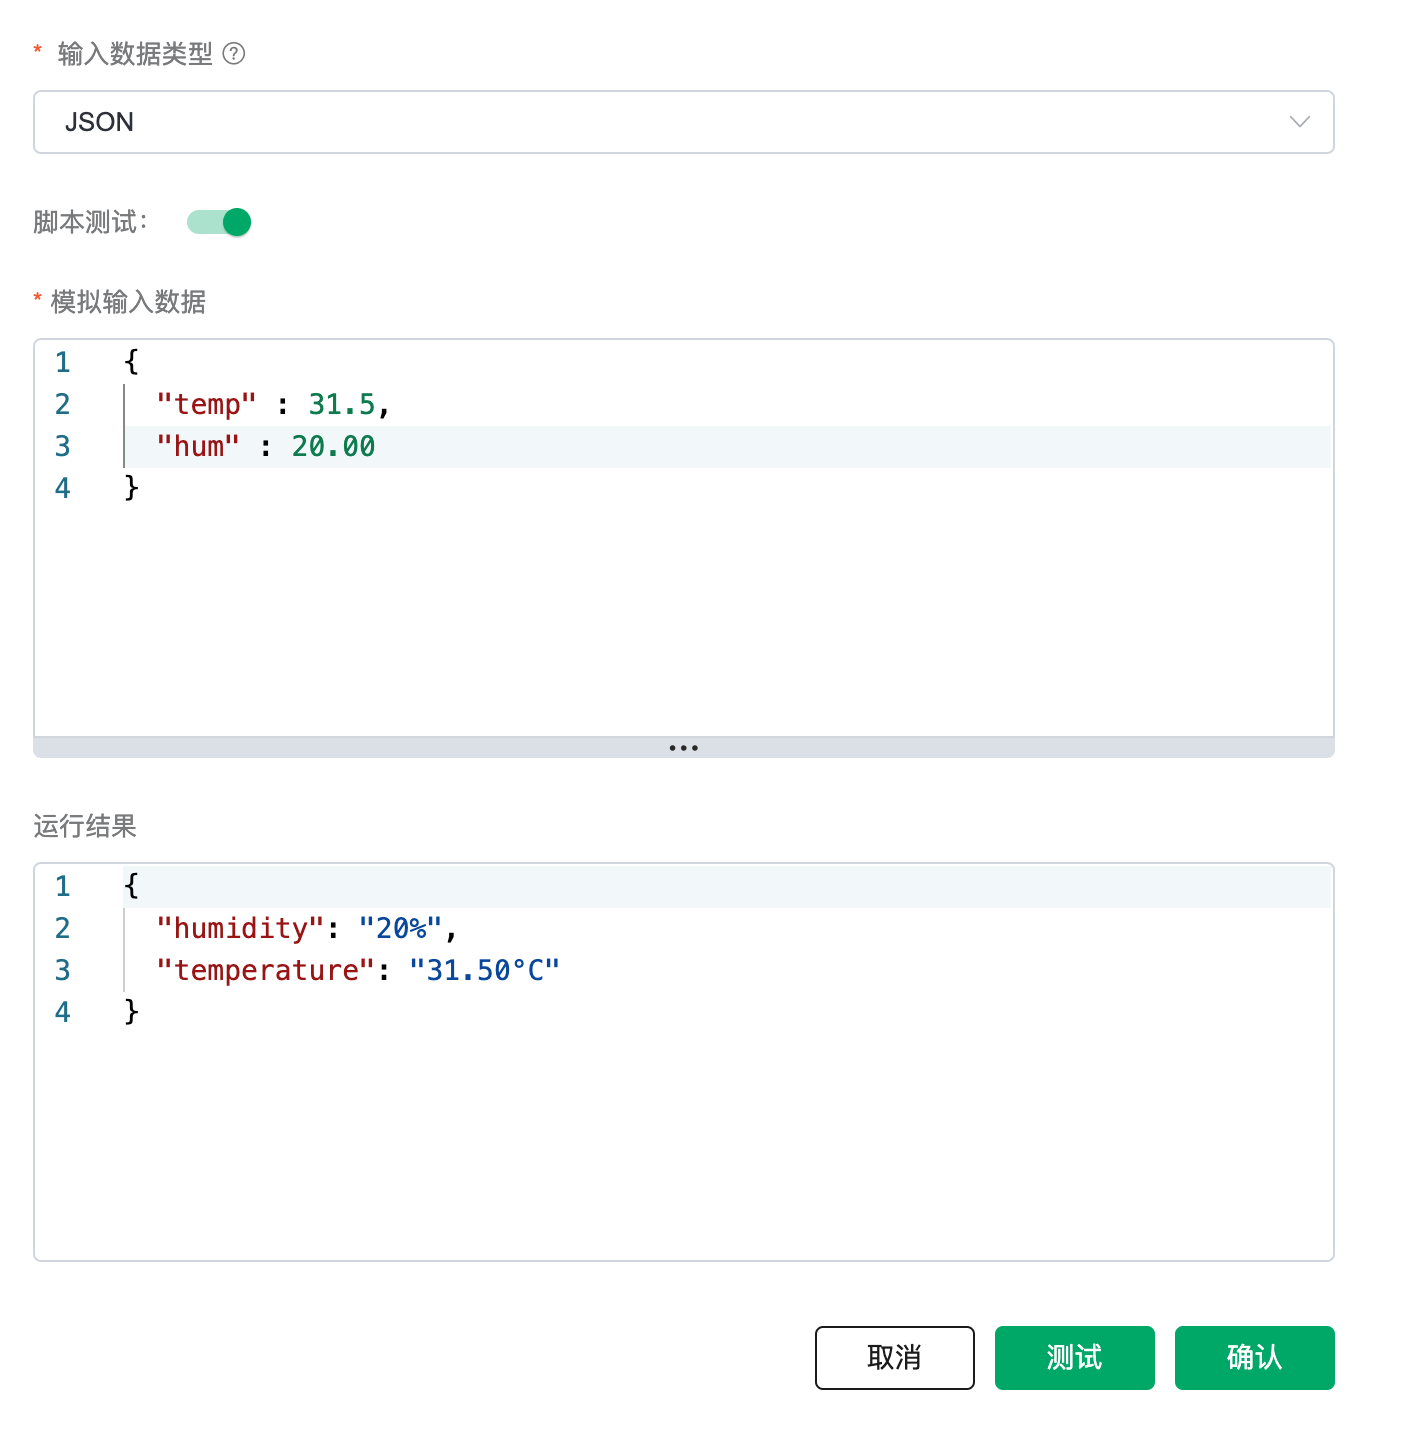 * 输入数据类型 ?
JSON
脚本测试：
* 模拟输入数据
1 {
2 "temp" : 31.5,
3 "hum" : 20.00
4 }
运行结果
1 {
2 "humidity": "20%",
3 "temperature": "31.50°C"
4 }
取消 测试 确认